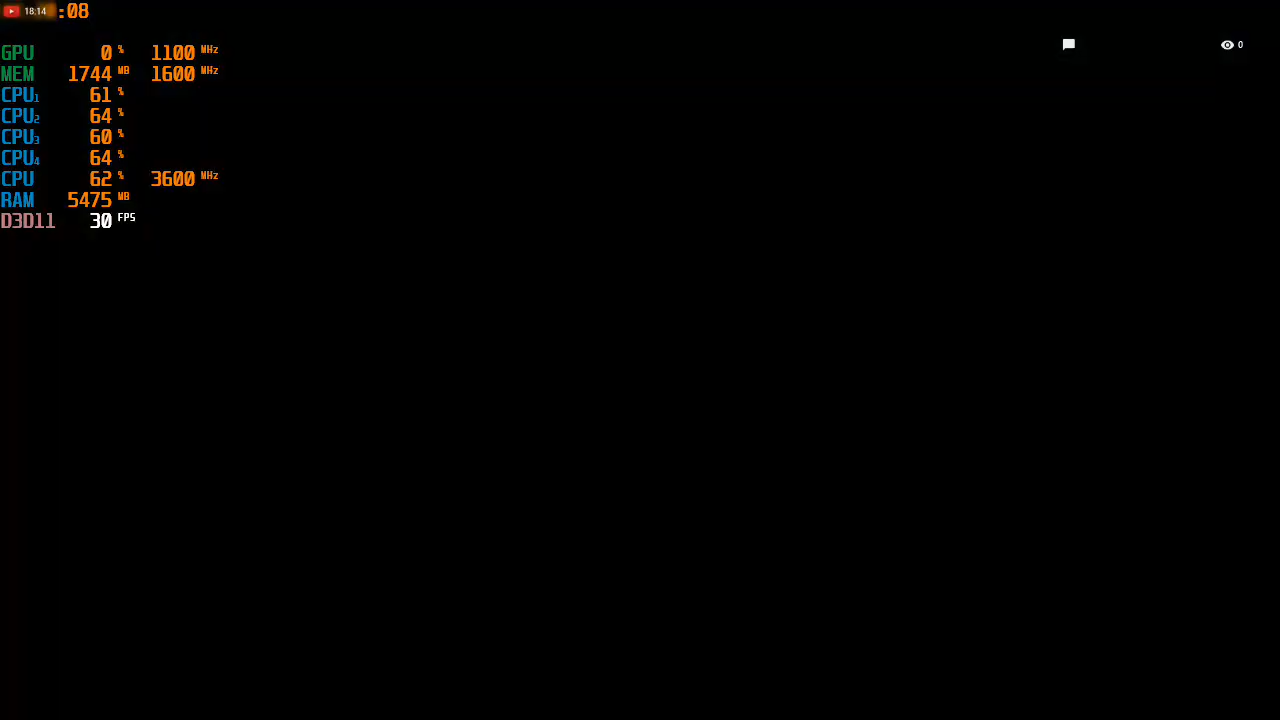 18:14 :08
0
GPU 0 % 1100 MHz
MEM 1744 MB 1600 MHz
CPU1 61 %
CPU2 64 %
CPU3 60 %
CPU4 64 %
CPU 62 % 3600 MHz
RAM 5475 MB
D3D11 30 FPS